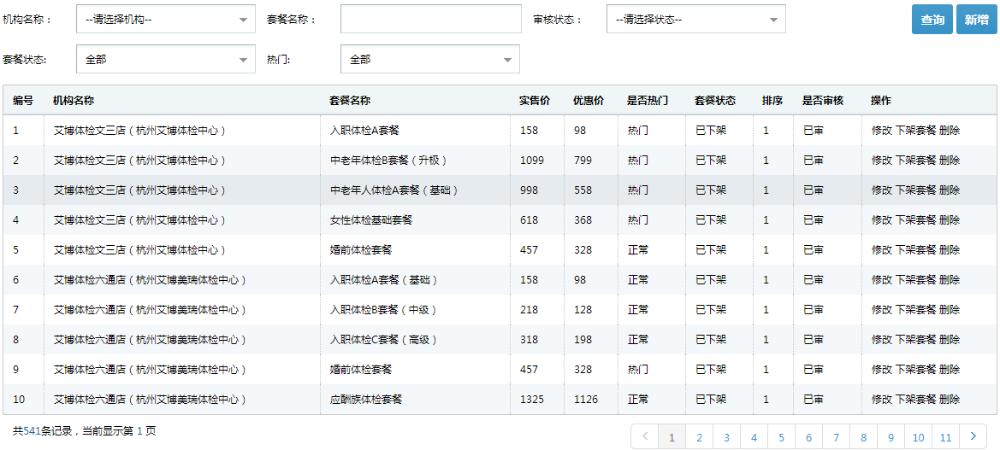 机构名称： --请选择机构-- 套餐名称： 审核状态： --请选择状态-- 查询 新增
套餐状态: 全部 热门: 全部
编号 机构名称 套餐名称 实售价 优惠价 是否热门 套餐状态 排序 是否审核 操作
1 艾博体检文三店（杭州艾博体检中心） 入职体检A套餐 158 98 热门 已下架 1 已审 修改 下架套餐 删除
2 艾博体检文三店（杭州艾博体检中心） 中老年体检B套餐（升极） 1099 799 热门 已下架 1 已审 修改 下架套餐 删除
3 艾博体检文三店（杭州艾博体检中心） 中老年人体检A套餐（基础） 998 558 热门 已下架 1 已审 修改 下架套餐 删除
4 艾博体检文三店（杭州艾博体检中心） 女性体检基础套餐 618 368 热门 已下架 1 已审 修改 下架套餐 删除
5 艾博体检文三店（杭州艾博体检中心） 婚前体检套餐 457 328 正常 已下架 1 已审 修改 下架套餐 删除
6 艾博体检六通店（杭州艾博美瑞体检中心） 入职体检A套餐（基础） 158 98 正常 已下架 1 已审 修改 下架套餐 删除
7 艾博体检六通店（杭州艾博美瑞体检中心） 入职体检B套餐（中级） 218 128 正常 已下架 1 已审 修改 下架套餐 删除
8 艾博体检六通店（杭州艾博美瑞体检中心） 入职体检C套餐（高级） 318 198 正常 已下架 1 已审 修改 下架套餐 删除
9 艾博体检六通店（杭州艾博美瑞体检中心） 婚前体检套餐 457 328 热门 已下架 1 已审 修改 下架套餐 删除
10 艾博体检六通店（杭州艾博美瑞体检中心） 应酬族体检套餐 1325 1126 正常 已下架 1 已审 修改 下架套餐 删除
共541条记录，当前显示第 1 页 < 1 2 3 4 5 6 7 8 9 10 11 >